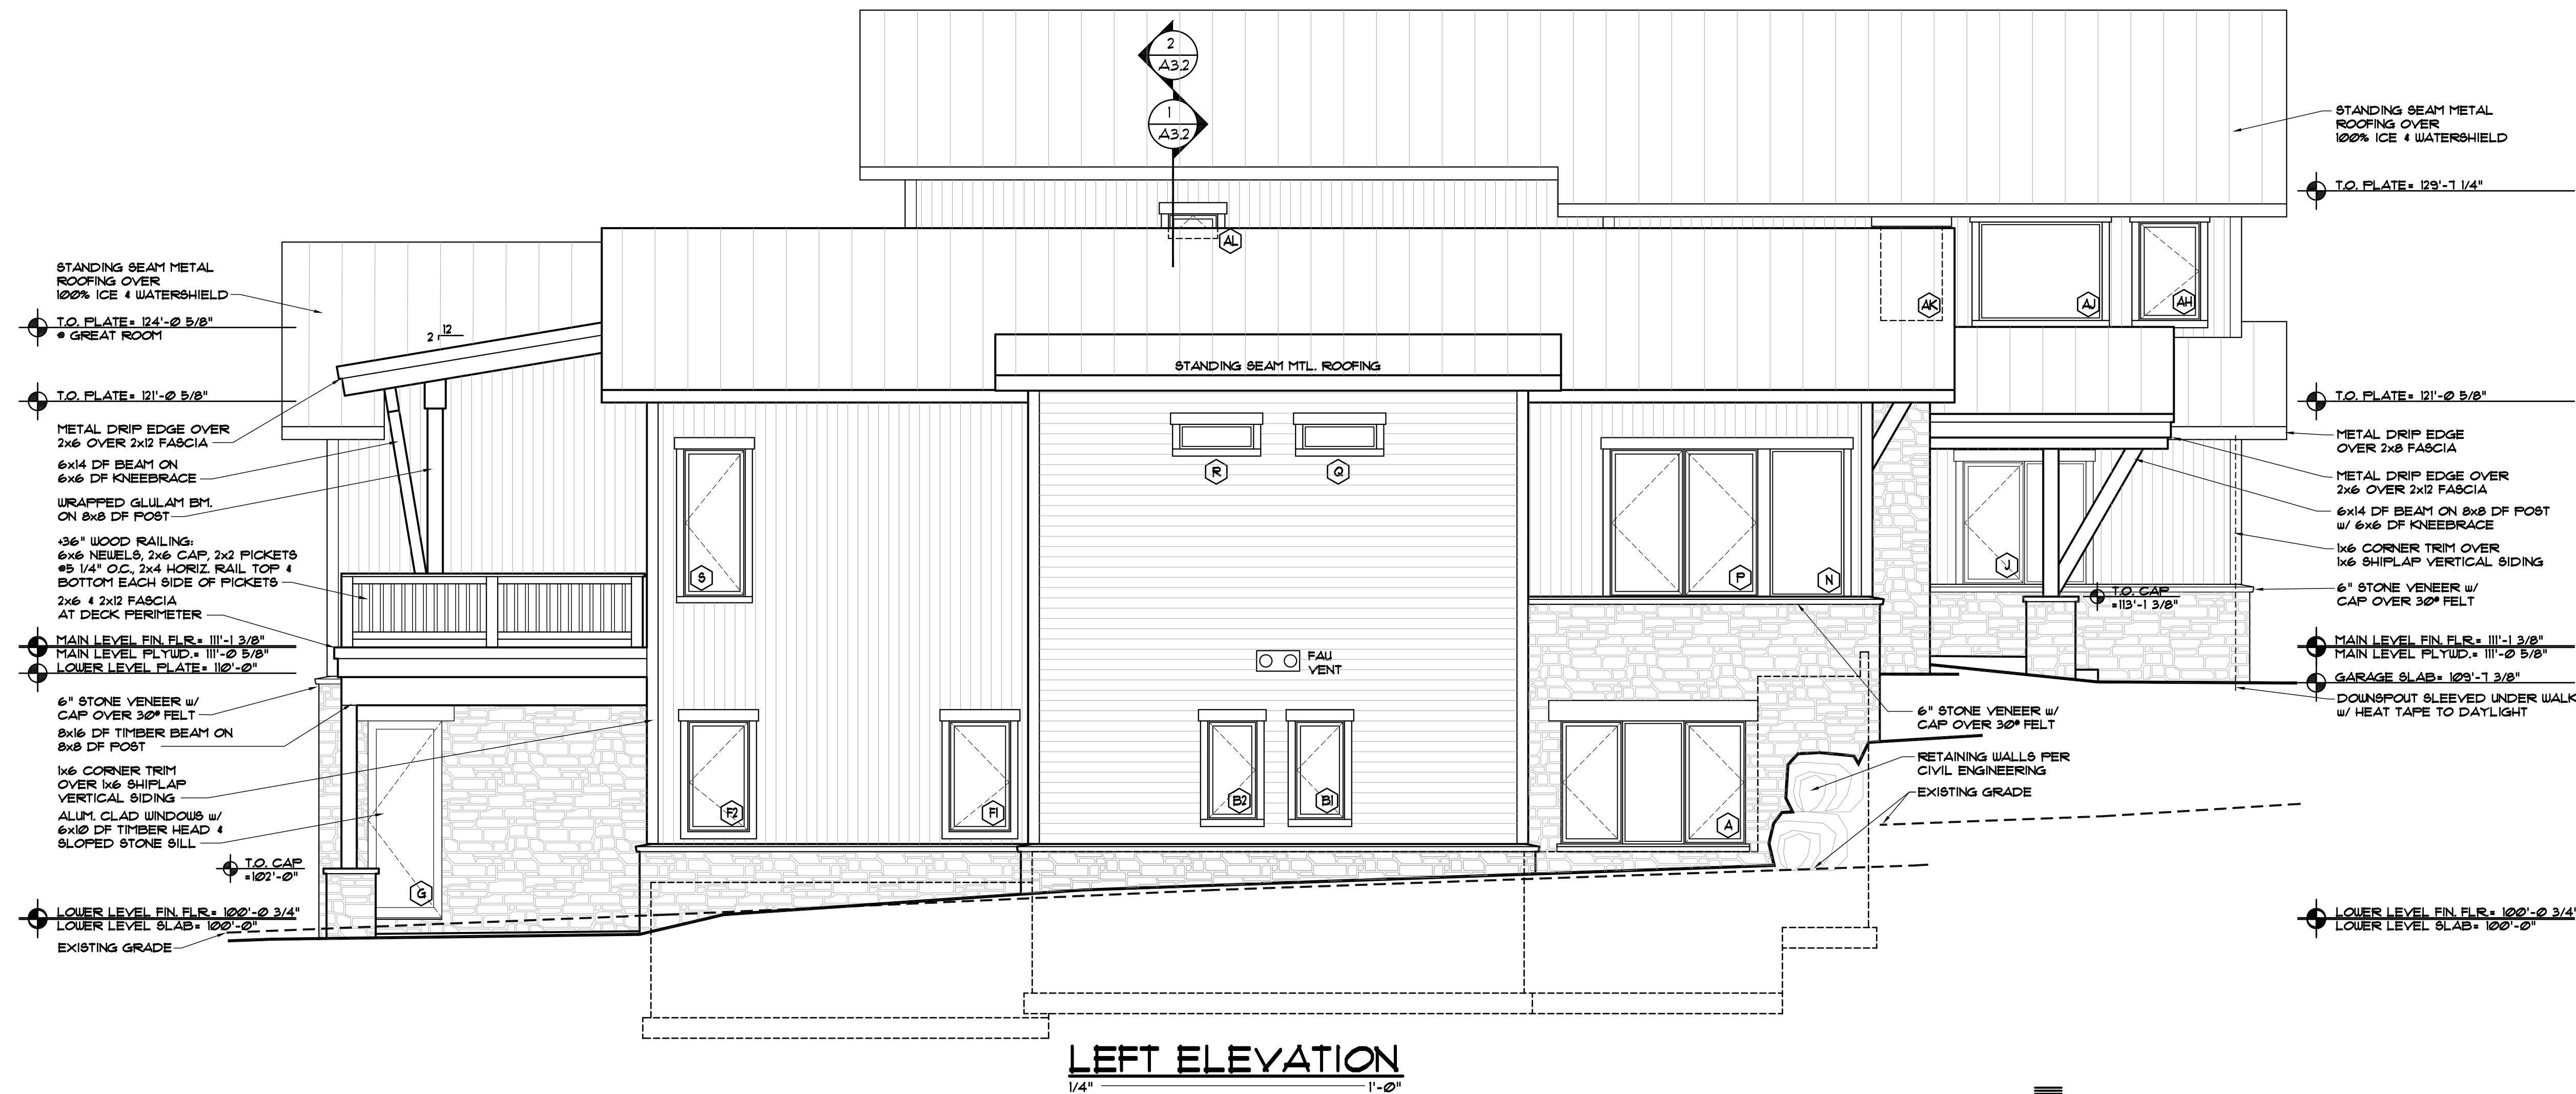 2
A3.2
1
A3.2
STANDING SEAM METAL
ROOFING OVER
100% ICE & WATERSHIELD
T.O. PLATE= 124'-0 5/8"
@ GREAT ROOM
T.O. PLATE= 121'-0 5/8"
METAL DRIP EDGE OVER
2x6 OVER 2x12 FASCIA
6x14 DF BEAM ON
6x6 DF KNEEBRACE
WRAPPED GLULAM BM.
ON 8x8 DF POST
+36" WOOD RAILING:
6x6 NEWELS, 2x6 CAP, 2x2 PICKETS
@5 1/4" O.C., 2x4 HORIZ. RAIL TOP &
BOTTOM EACH SIDE OF PICKETS
2x6 & 2x12 FASCIA
AT DECK PERIMETER
MAIN LEVEL FIN. FLR.= 111'-1 3/8"
MAIN LEVEL PLYWD.= 111'-0 5/8"
LOWER LEVEL PLATE= 110'-0"
6" STONE VENEER w/
CAP OVER 30# FELT
8x16 DF TIMBER BEAM ON
8x8 DF POST
1x6 CORNER TRIM
OVER 1x6 SHIPLAP
VERTICAL SIDING
ALUM. CLAD WINDOWS w/
6x10 DF TIMBER HEAD &
SLOPED STONE SILL
T.O. CAP
=102'-0"
LOWER LEVEL FIN. FLR.= 100'-0 3/4"
LOWER LEVEL SLAB= 100'-0"
EXISTING GRADE
12
2
AL
AK
AJ
AH
STANDING SEAM MTL. ROOFING
R
Q
S
P
N
J
FAU
VENT
F2
F1
B2
B1
A
G
T.O. CAP
=113'-1 3/8"
6" STONE VENEER w/
CAP OVER 30# FELT
RETAINING WALLS PER
CIVIL ENGINEERING
EXISTING GRADE
STANDING SEAM METAL
ROOFING OVER
100% ICE & WATERSHIELD
T.O. PLATE= 129'-7 1/4"
T.O. PLATE= 121'-0 5/8"
METAL DRIP EDGE
OVER 2x8 FASCIA
METAL DRIP EDGE OVER
2x6 OVER 2x12 FASCIA
6x14 DF BEAM ON 8x8 DF POST
w/ 6x6 DF KNEEBRACE
1x6 CORNER TRIM OVER
1x6 SHIPLAP VERTICAL SIDING
6" STONE VENEER w/
CAP OVER 30# FELT
MAIN LEVEL FIN. FLR.= 111'-1 3/8"
MAIN LEVEL PLYWD.= 111'-0 5/8"
GARAGE SLAB= 109'-7 3/8"
DOWNSPOUT SLEEVED UNDER WALK
w/ HEAT TAPE TO DAYLIGHT
LOWER LEVEL FIN. FLR.= 100'-0 3/4"
LOWER LEVEL SLAB= 100'-0"
LEFT ELEVATION
1/4" 1'-0"